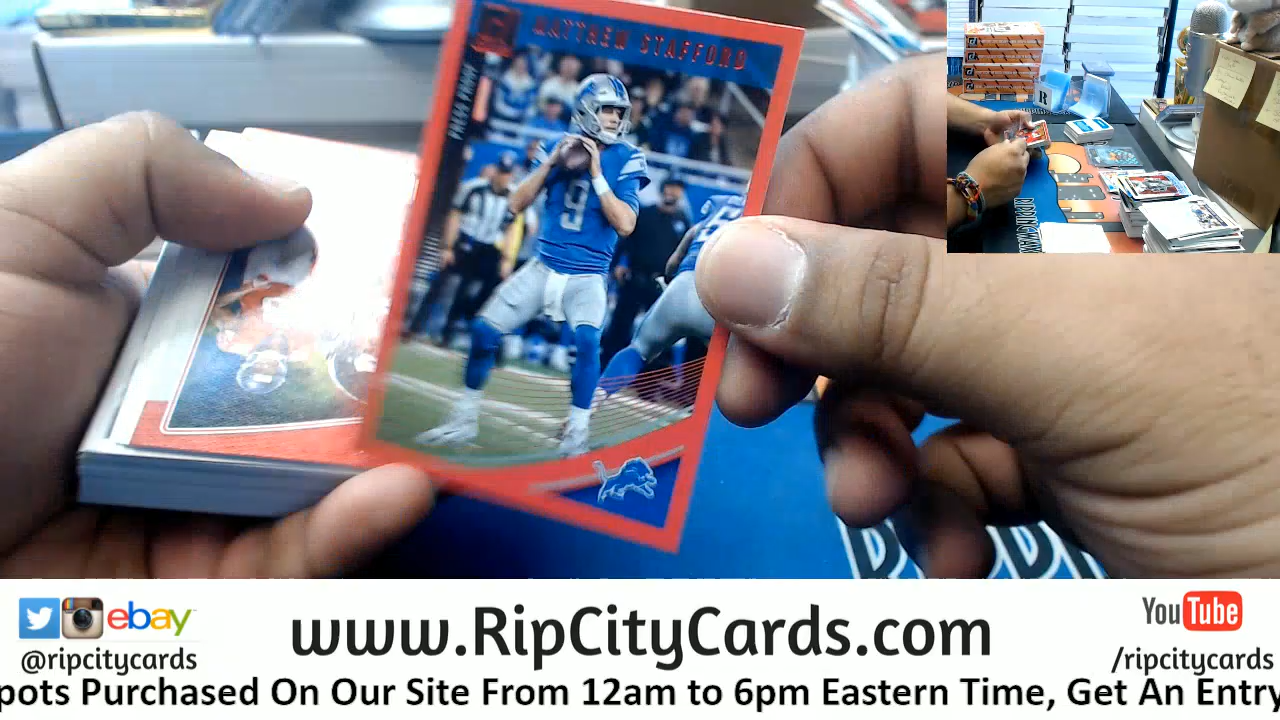 MATTHEW STAFFORD
9
R
www.RipCityCards.com
ebay
@ripcitycards
YouTube
/ripcitycards
pots Purchased On Our Site From 12am to 6pm Eastern Time, Get An Entry